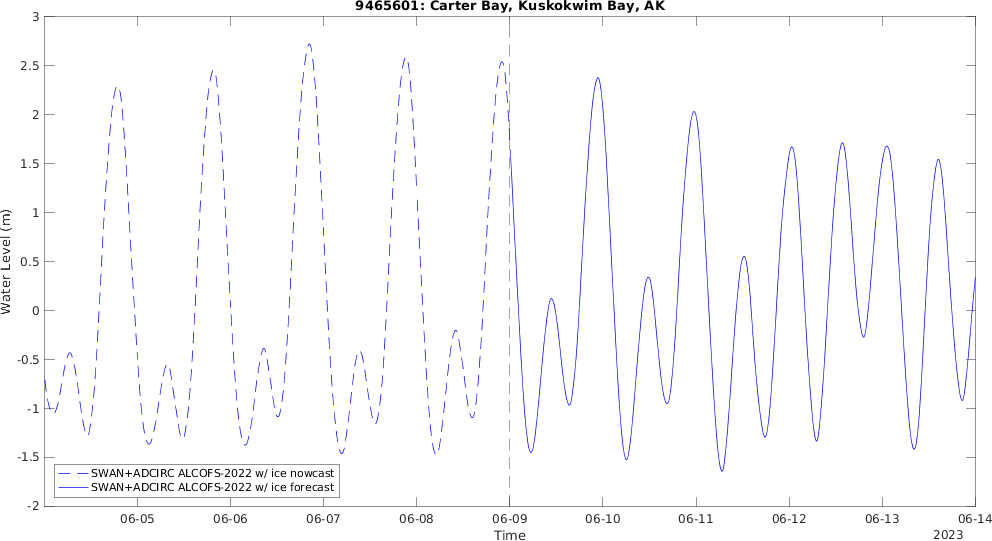 9465601: Carter Bay, Kuskokwim Bay, AK
3
2.5
2
1.5
1
0.5
0
-0.5
-1
-1.5
-2
Water Level (m)
SWAN+ADCIRC ALCOFS-2022 w/ ice nowcast
SWAN+ADCIRC ALCOFS-2022 w/ ice forecast
06-05 06-06 06-07 06-08 06-09 06-10 06-11 06-12 06-13 06-14
Time
2023